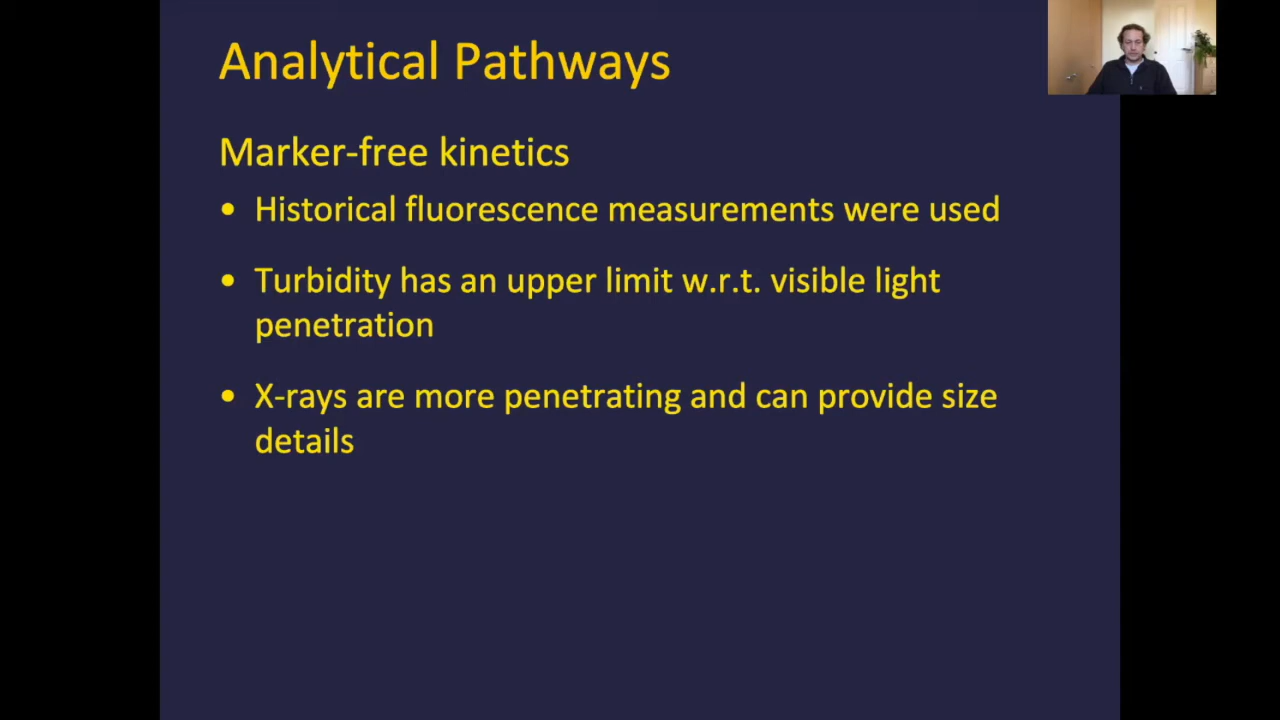 Analytical Pathways
Marker-free kinetics
• Historical fluorescence measurements were used
• Turbidity has an upper limit w.r.t. visible light
penetration
• X-rays are more penetrating and can provide size
details